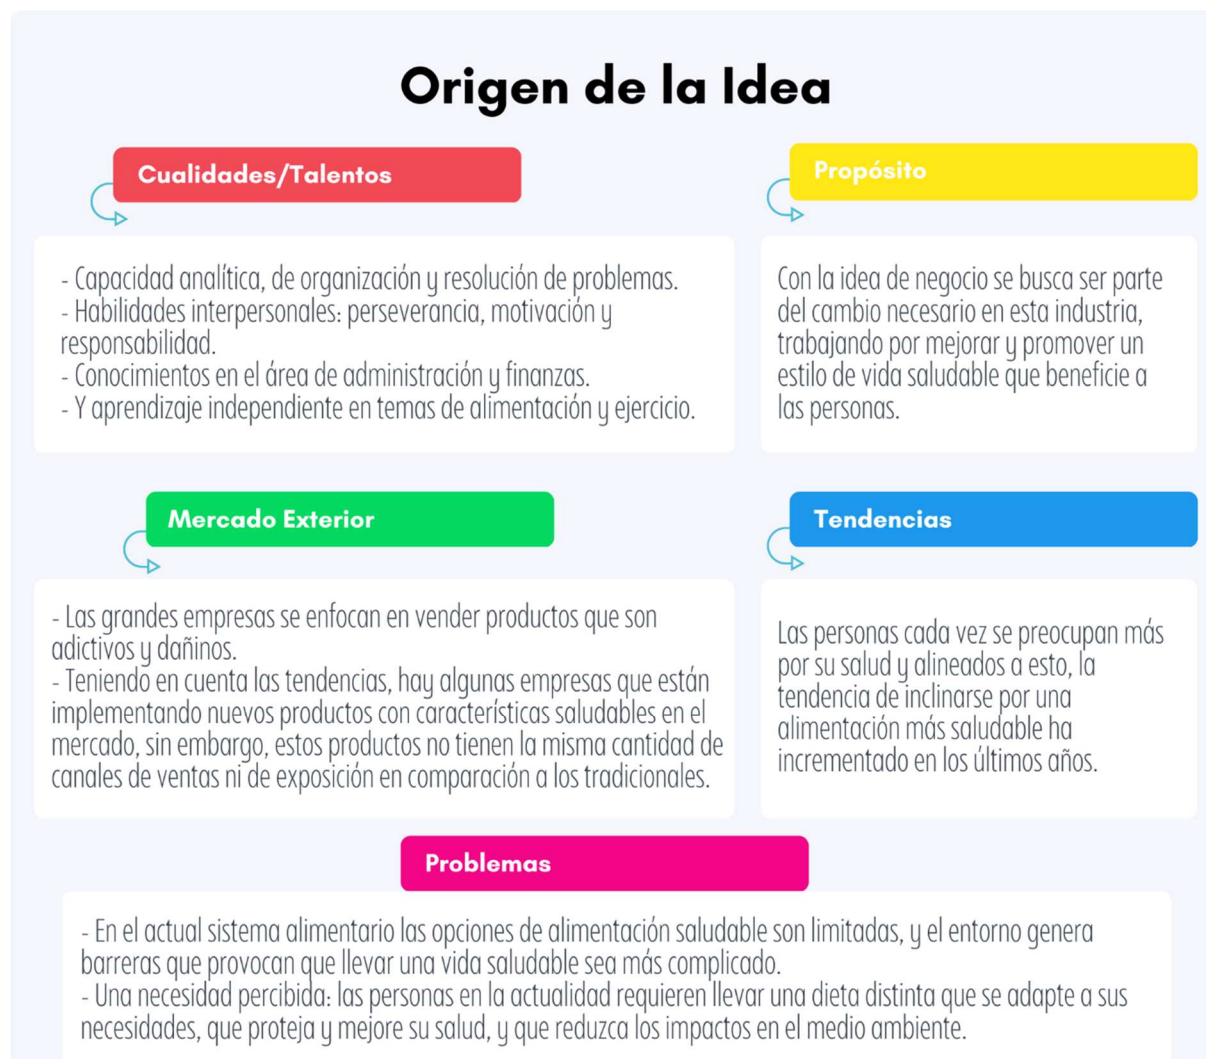 Origen de la Idea
Cualidades/Talentos
- Capacidad analítica, de organización y resolución de problemas.
- Habilidades interpersonales: perseverancia, motivación y
responsabilidad.
- Conocimientos en el área de administración y finanzas.
- Y aprendizaje independiente en temas de alimentación y ejercicio.
Propósito
Con la idea de negocio se busca ser parte
del cambio necesario en esta industria,
trabajando por mejorar y promover un
estilo de vida saludable que beneficie a
las personas.
Mercado Exterior
- Las grandes empresas se enfocan en vender productos que son
adictivos y dañinos.
- Teniendo en cuenta las tendencias, hay algunas empresas que están
implementando nuevos productos con características saludables en el
mercado, sin embargo, estos productos no tienen la misma cantidad de
canales de ventas ni de exposición en comparación a los tradicionales.
Tendencias
Las personas cada vez se preocupan más
por su salud y alineados a esto, la
tendencia de inclinarse por una
alimentación más saludable ha
incrementado en los últimos años.
Problemas
- En el actual sistema alimentario las opciones de alimentación saludable son limitadas, y el entorno genera
barreras que provocan que llevar una vida saludable sea más complicado.
- Una necesidad percibida: las personas en la actualidad requieren llevar una dieta distinta que se adapte a sus
necesidades, que proteja y mejore su salud, y que reduzca los impactos en el medio ambiente.